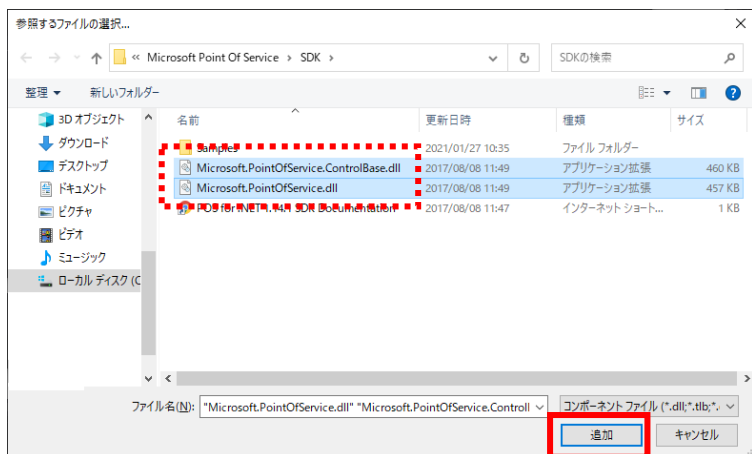 参照するファイルの選択...
« Microsoft Point Of Service › SDK ›
SDKの検索
整理 新しいフォルダー
3D オブジェクト
ダウンロード
デスクトップ
ドキュメント
ピクチャ
ビデオ
ミュージック
ローカル ディスク (C
名前 更新日時 種類 サイズ
Samples 2021/01/27 10:35 ファイル フォルダー
Microsoft.PointOfService.ControlBase.dll 2017/08/08 11:49 アプリケーション拡張 460 KB
Microsoft.PointOfService.dll 2017/08/08 11:49 アプリケーション拡張 457 KB
POS for .NET 1.14.1 SDK Documentation 2017/08/08 11:47 インターネット ショート... 1 KB
ファイル名(N): "Microsoft.PointOfService.dll" "Microsoft.PointOfService.Controll
コンポーネント ファイル (*.dll;*.tlb;*.
追加 キャンセル